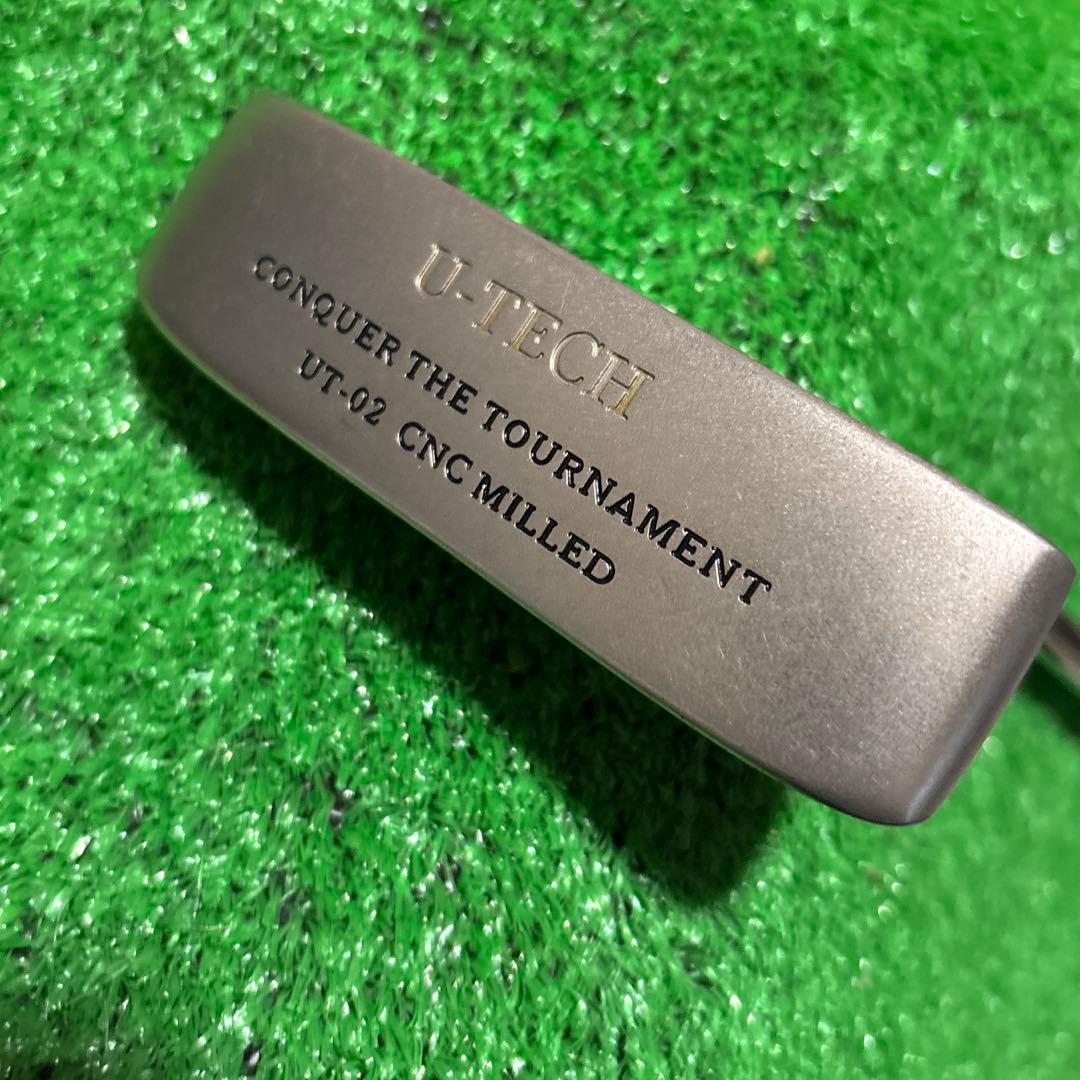 U-TECH
CONQUER THE TOURNAMENT
UT-02 CNC MILLED